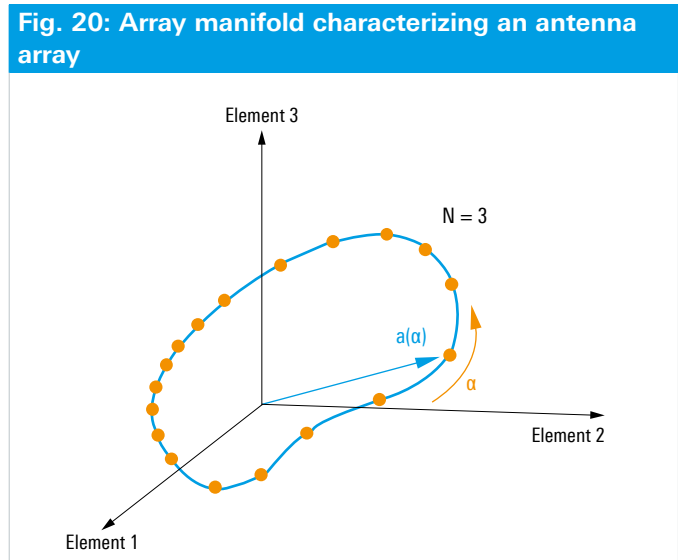 Fig. 20: Array manifold characterizing an antenna
array
Element 3
N = 3
a(α)
α
Element 2
Element 1